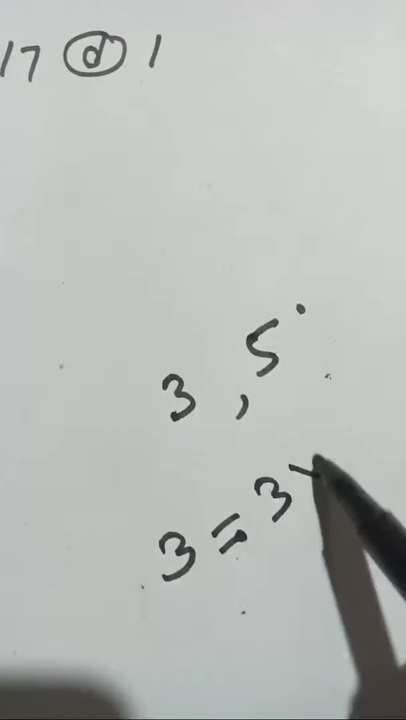 17 (d) 1
3, 5
3 = 3